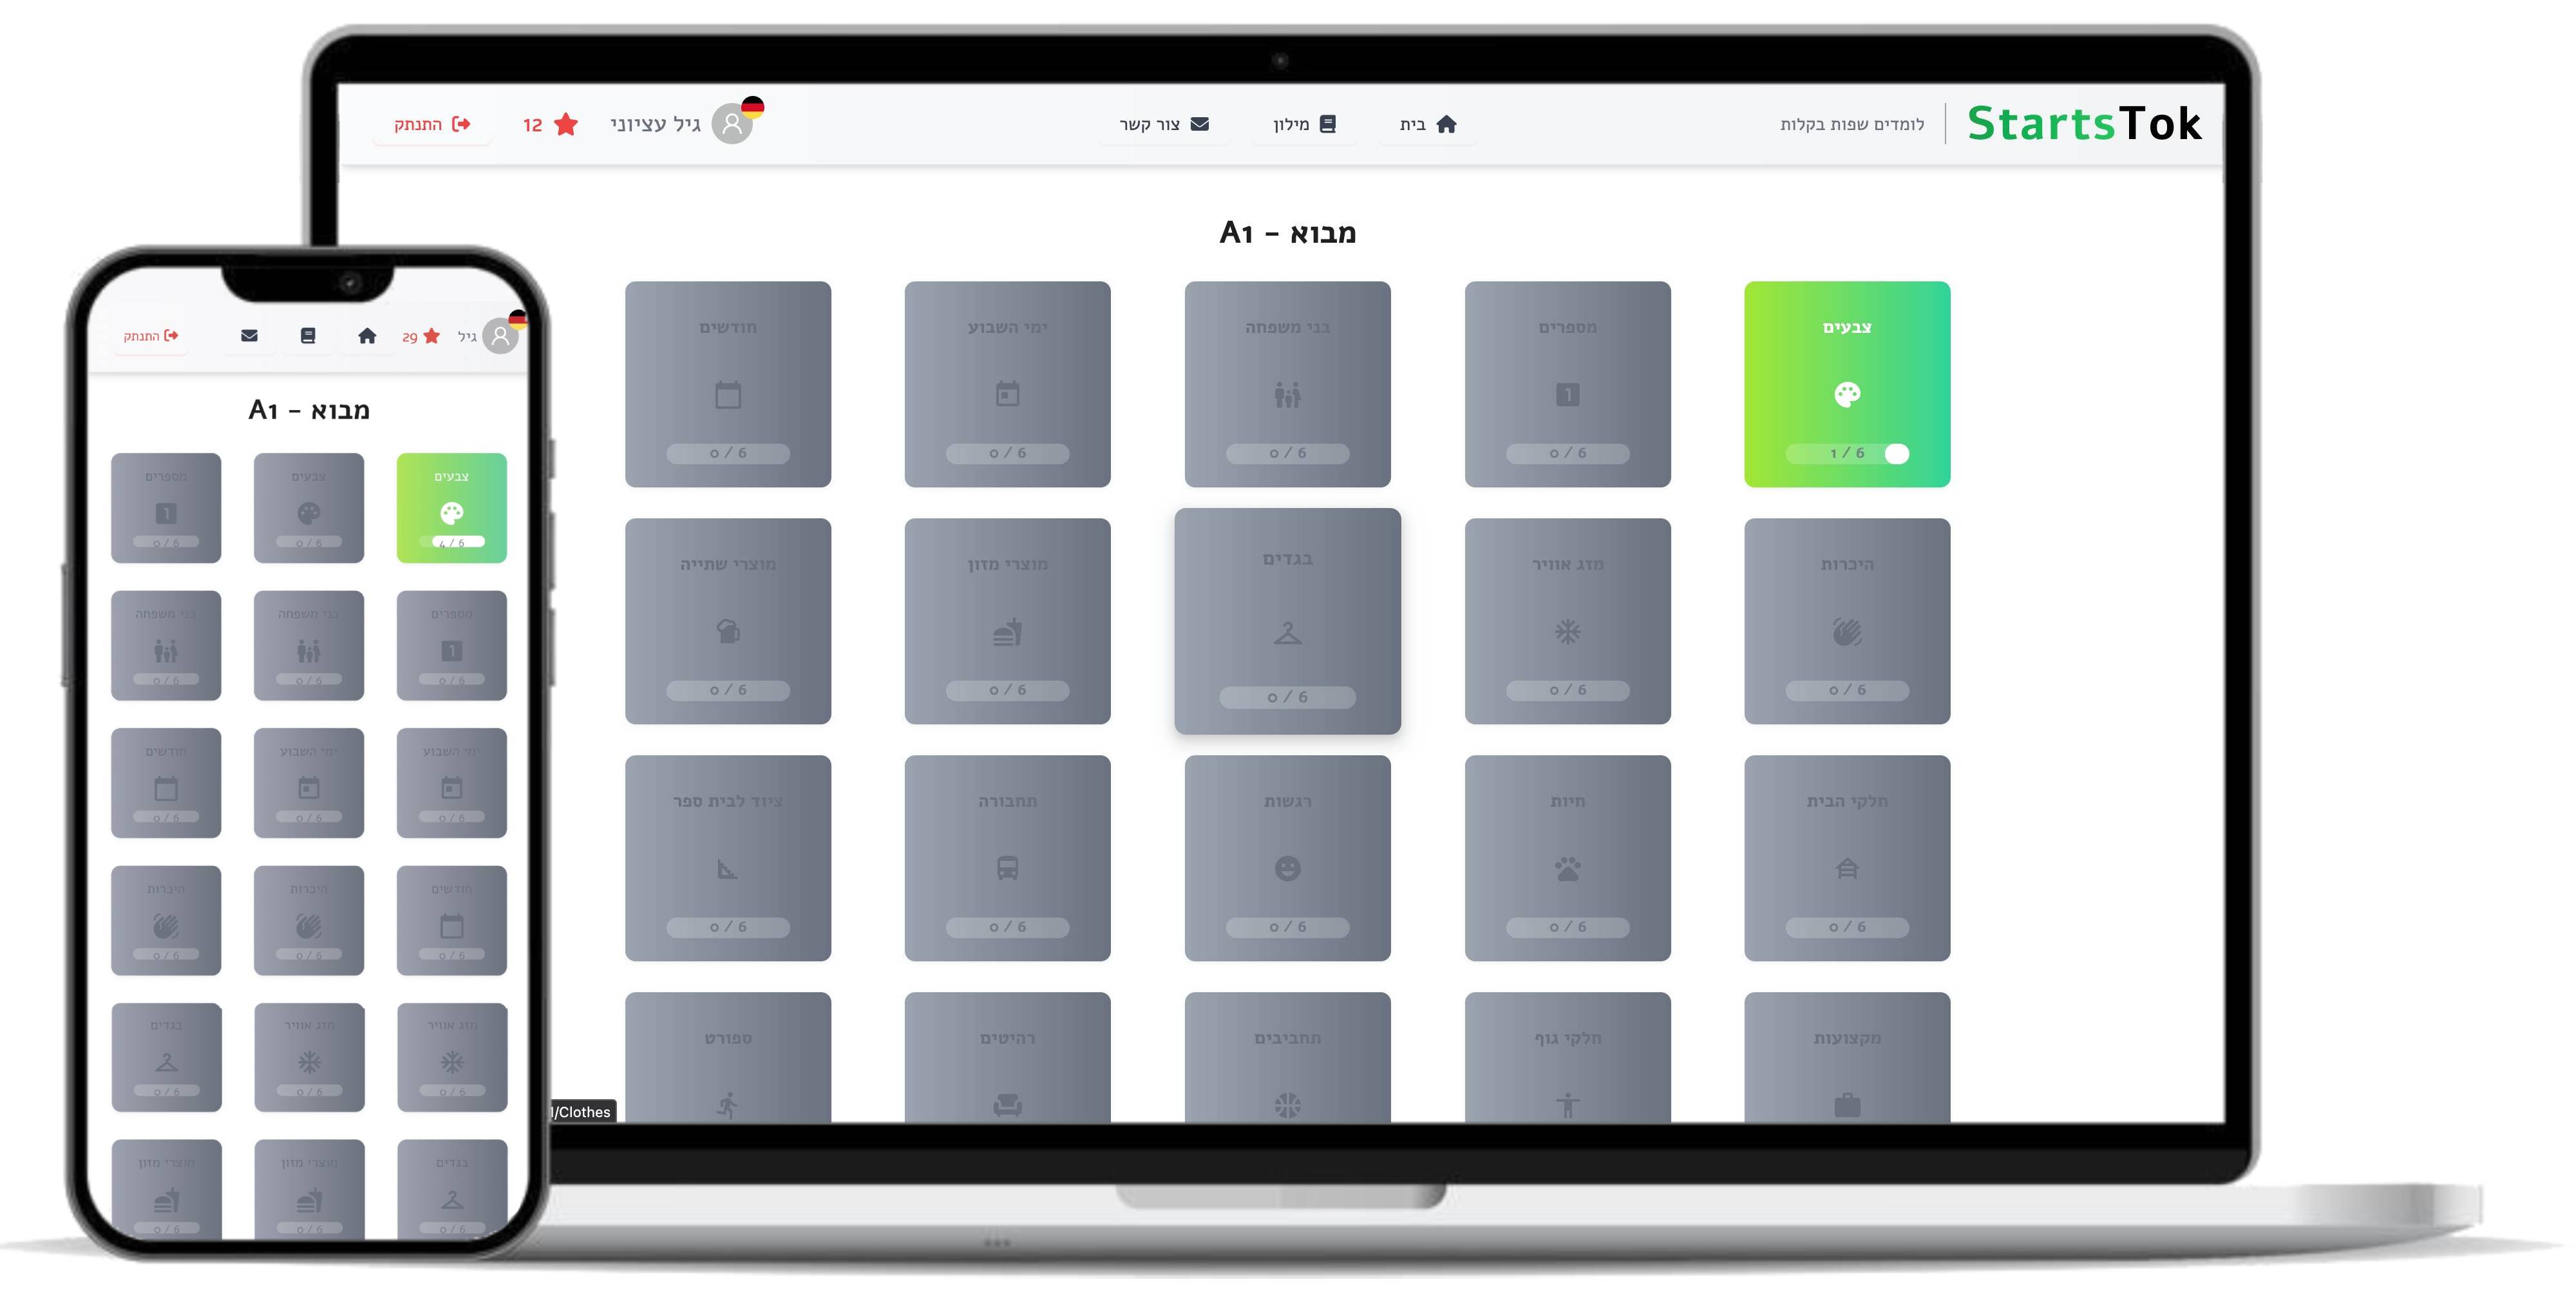 StartsTok
לומדים שפות בקלות
בית
מילון
צור קשר
גיל עציוני
12
התנתק
מבוא - A1
צבעים
1 / 6
מספרים
1
0 / 6
בני משפחה
0 / 6
ימי השבוע
0 / 6
חודשים
0 / 6
היכרות
0 / 6
מזג אוויר
0 / 6
בגדים
0 / 6
מוצרי מזון
0 / 6
מוצרי שתייה
0 / 6
חלקי הבית
0 / 6
חיות
0 / 6
רגשות
0 / 6
תחבורה
0 / 6
ציוד לבית ספר
0 / 6
מקצועות
חלקי גוף
תחביבים
רהיטים
ספורט
/Clothes
גיל
29
התנתק
מבוא - A1
צבעים
4 / 6
צבעים
0 / 6
מספרים
1
0 / 6
מספרים
1
0 / 6
בני משפחה
0 / 6
בני משפחה
0 / 6
ימי השבוע
0 / 6
ימי השבוע
0 / 6
חודשים
0 / 6
חודשים
0 / 6
היכרות
0 / 6
היכרות
0 / 6
מזג אוויר
0 / 6
מזג אוויר
0 / 6
בגדים
0 / 6
בגדים
0 / 6
מוצרי מזון
0 / 6
מוצרי מזון
0 / 6